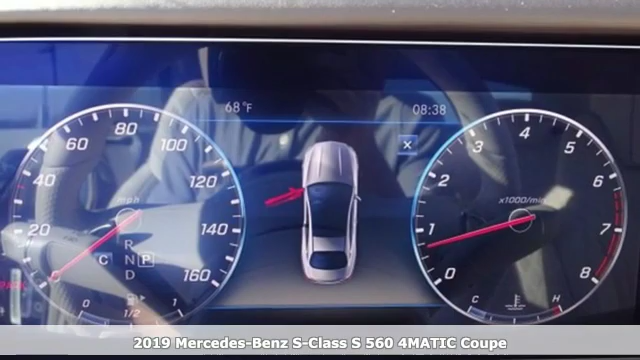 68°F
08:38
20
40
60
80
100
120
140
160
mph
R
C N P
D
0
1/2
1
0
1
2
3
4
5
6
7
8
x1000/min
C
H
2019 Mercedes-Benz S-Class S 560 4MATIC Coupe